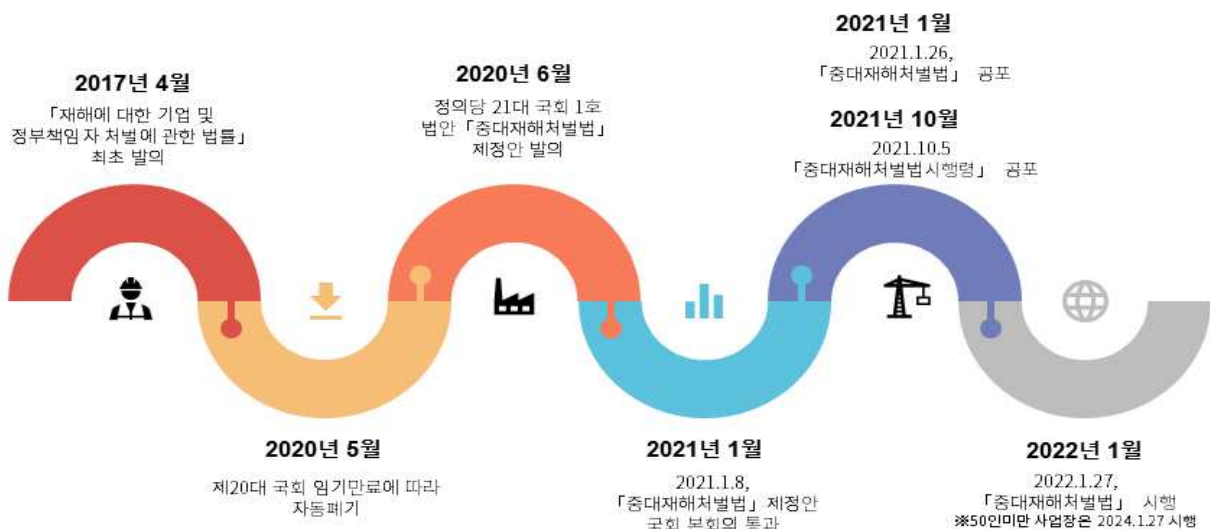 2017년 4월
「재해에 대한 기업 및
정부책임자 처벌에 관한 법률」
최초 발의
2020년 5월
제20대 국회 임기만료에 따라
자동폐기
2020년 6월
정의당 21대 국회 1호
법안「중대재해처벌법」
제정안 발의
2021년 1월
2021.1.8,
「중대재해처벌법」 제정안
국회 본회의 통과
2021년 1월
2021.1.26,
「중대재해처벌법」 공포
2021년 10월
2021.10.5
「중대재해처벌법시행령」 공포
2022년 1월
2022.1.27,
「중대재해처벌법」 시행
※50인미만 사업장은 2024.1.27 시행